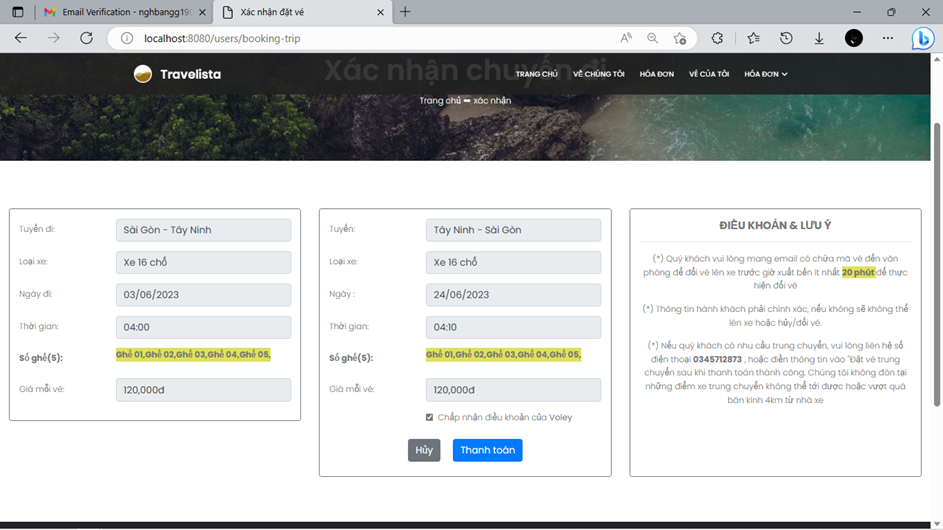 Email Verification - nghbangg190
Xác nhận đặt vé
localhost:8080/users/booking-trip
Travelista
Xác nhận chuyến đi
TRANG CHỦ VỀ CHÚNG TÔI HÓA ĐƠN VÉ CỦA TÔI HÓA ĐƠN
Trang chủ ➡ xác nhận
Tuyến đi: Sài Gòn - Tây Ninh
Loại xe: Xe 16 chỗ
Ngày đi: 03/06/2023
Thời gian: 04:00
Số ghế(5): Ghế 01,Ghế 02,Ghế 03,Ghế 04,Ghế 05,
Giá mỗi vé: 120,000đ
Tuyến: Tây Ninh - Sài Gòn
Loại xe: Xe 16 chỗ
Ngày : 24/06/2023
Thời gian: 04:10
Số ghế(5): Ghế 01,Ghế 02,Ghế 03,Ghế 04,Ghế 05,
Giá mỗi vé: 120,000đ
Chấp nhận điều khoản của Voley
Hủy Thanh toán
ĐIỀU KHOẢN & LƯU Ý
(*) Quý khách vui lòng mang email có chứa mã vé đến văn
phòng để đổi vé lên xe trước giờ xuất bến ít nhất 20 phút để thực
hiện đổi vé
(*) Thông tin hành khách phải chính xác, nếu không sẽ không thể
lên xe hoặc hủy/đổi vé.
(*) Nếu quý khách có nhu cầu trung chuyển, vui lòng liên hệ số
điện thoại 0345712873 , hoặc điền thông tin vào "Đặt vé trung
chuyển sau khi thanh toán thành công. Chúng tôi không đón tại
những điểm xe trung chuyển không thể tới được hoặc vượt quá
bán kính 4km từ nhà xe